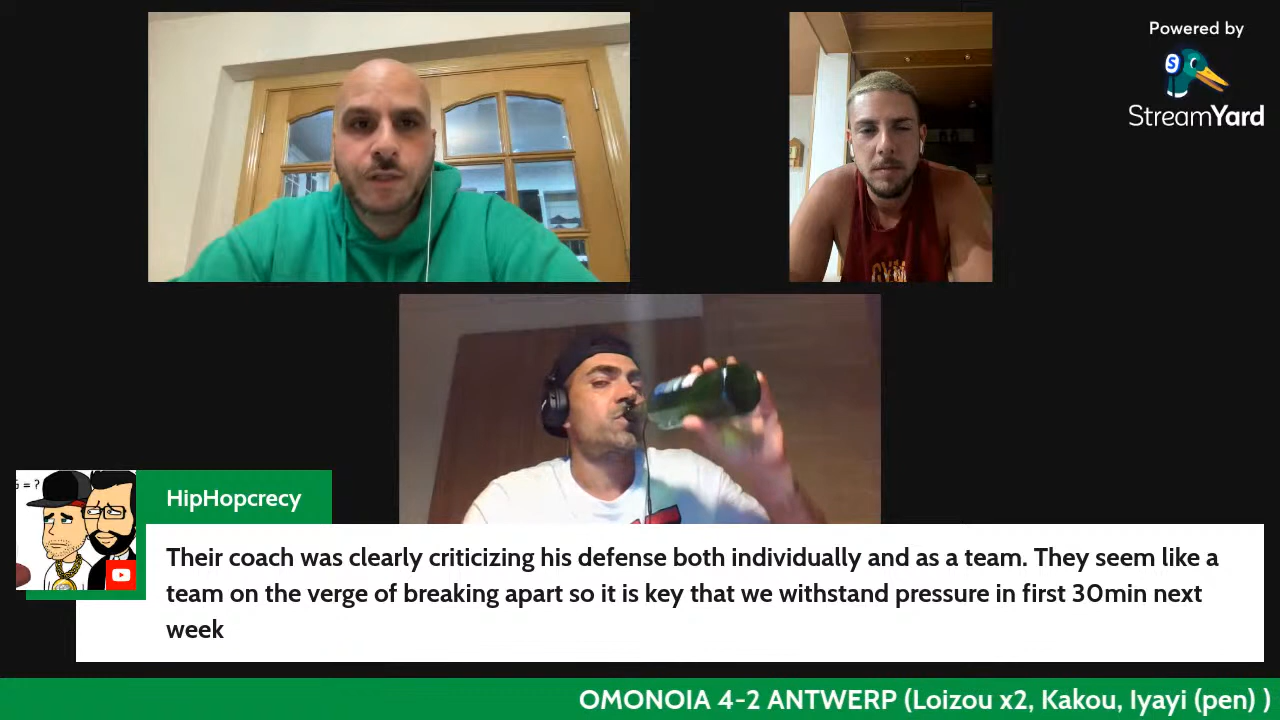 Powered by
StreamYard
GYM
G = ?
HipHopcrecy
Their coach was clearly criticizing his defense both individually and as a team. They seem like a
team on the verge of breaking apart so it is key that we withstand pressure in first 30min next
week
OMONOIA 4-2 ANTWERP (Loizou x2, Kakou, Iyayi (pen) )